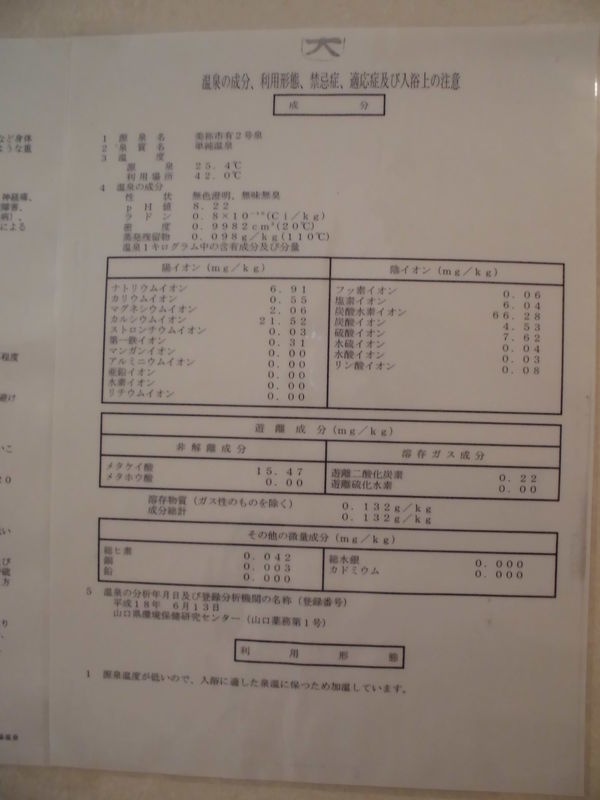 大
温泉の成分、利用形態、禁忌症、適応症及び入浴上の注意
成 分
1 源泉名 美祢市有2号泉
2 泉質名 単純温泉
3 温度
源泉 25.4℃
利用場所 42.0℃
4 温泉の成分
性状 無色澄明、無味無臭
pH値 8.22
ラドン 0.8×10⁻¹⁰(Ci/kg)
密度 0.9982cm³(20℃)
蒸発残留物 0.098g/kg(110℃)
温泉1キログラム中の含有成分及び分量
陽イオン(mg/kg) 陰イオン(mg/kg)
ナトリウムイオン 6.91 フッ素イオン 0.06
カリウムイオン 0.55 塩素イオン 6.04
マグネシウムイオン 2.06 炭酸水素イオン 66.28
カルシウムイオン 21.52 炭酸イオン 4.53
ストロンチウムイオン 0.03 硫酸イオン 7.62
第一鉄イオン 0.31 水硫イオン 0.04
マンガンイオン 0.00 水酸イオン 0.03
アルミニウムイオン 0.00 リン酸イオン 0.08
亜鉛イオン 0.00
水素イオン 0.00
リチウムイオン 0.00
遊離成分(mg/kg)
非解離成分 溶存ガス成分
メタケイ酸 15.47 遊離二酸化炭素 0.22
メタホウ酸 0.00 遊離硫化水素 0.00
溶存物質(ガス性のものを除く) 0.132g/kg
成分総計 0.132g/kg
その他の微量成分(mg/kg)
総ヒ素 0.042 総水銀 0.000
銅 0.003 カドミウム 0.000
鉛 0.000
5 温泉の分析年月日及び登録分析機関の名称(登録番号)
平成18年 6月13日
山口県環境保健研究センター(山口薬務第1号)
利 用 形 態
1 源泉温度が低いので、入浴に適した泉温に保つため加温しています。